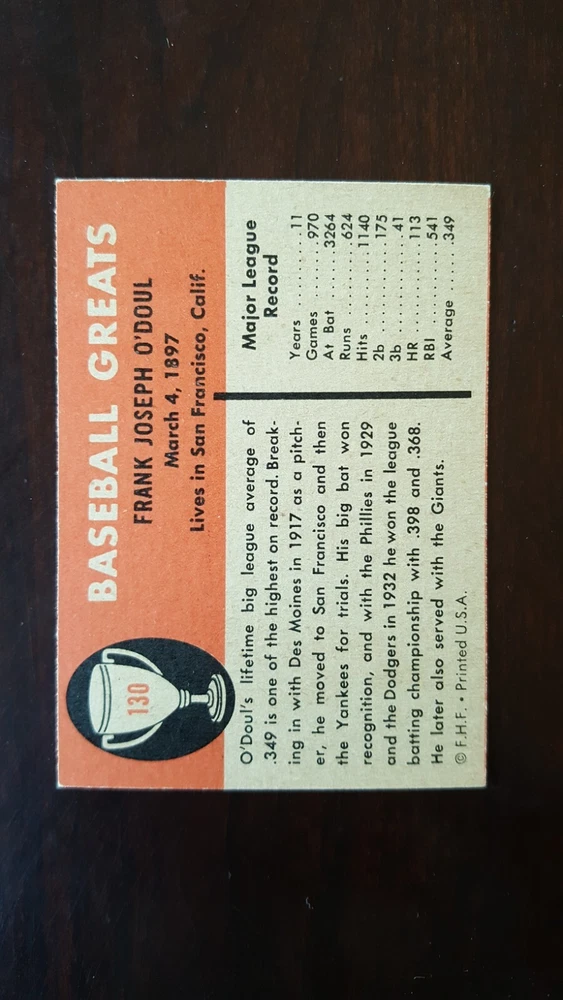 130
BASEBALL GREATS
FRANK JOSEPH O'DOUL
March 4, 1897
Lives in San Francisco, Calif.
O'Doul's lifetime big league average of
.349 is one of the highest on record. Break-
ing in with Des Moines in 1917 as a pitch-
er, he moved to San Francisco and then
the Yankees for trials. His big bat won
recognition, and with the Phillies in 1929
and the Dodgers in 1932 he won the league
batting championship with .398 and .368.
He later also served with the Giants.
© F.H.F. • Printed U.S.A.
Major League
Record
Years .......... 11
Games ........ 970
At Bat ........ 3264
Runs .......... 624
Hits .......... 1140
2b ............ 175
3b ............ 41
HR ............ 113
RBI ........... 541
Average ...... .349